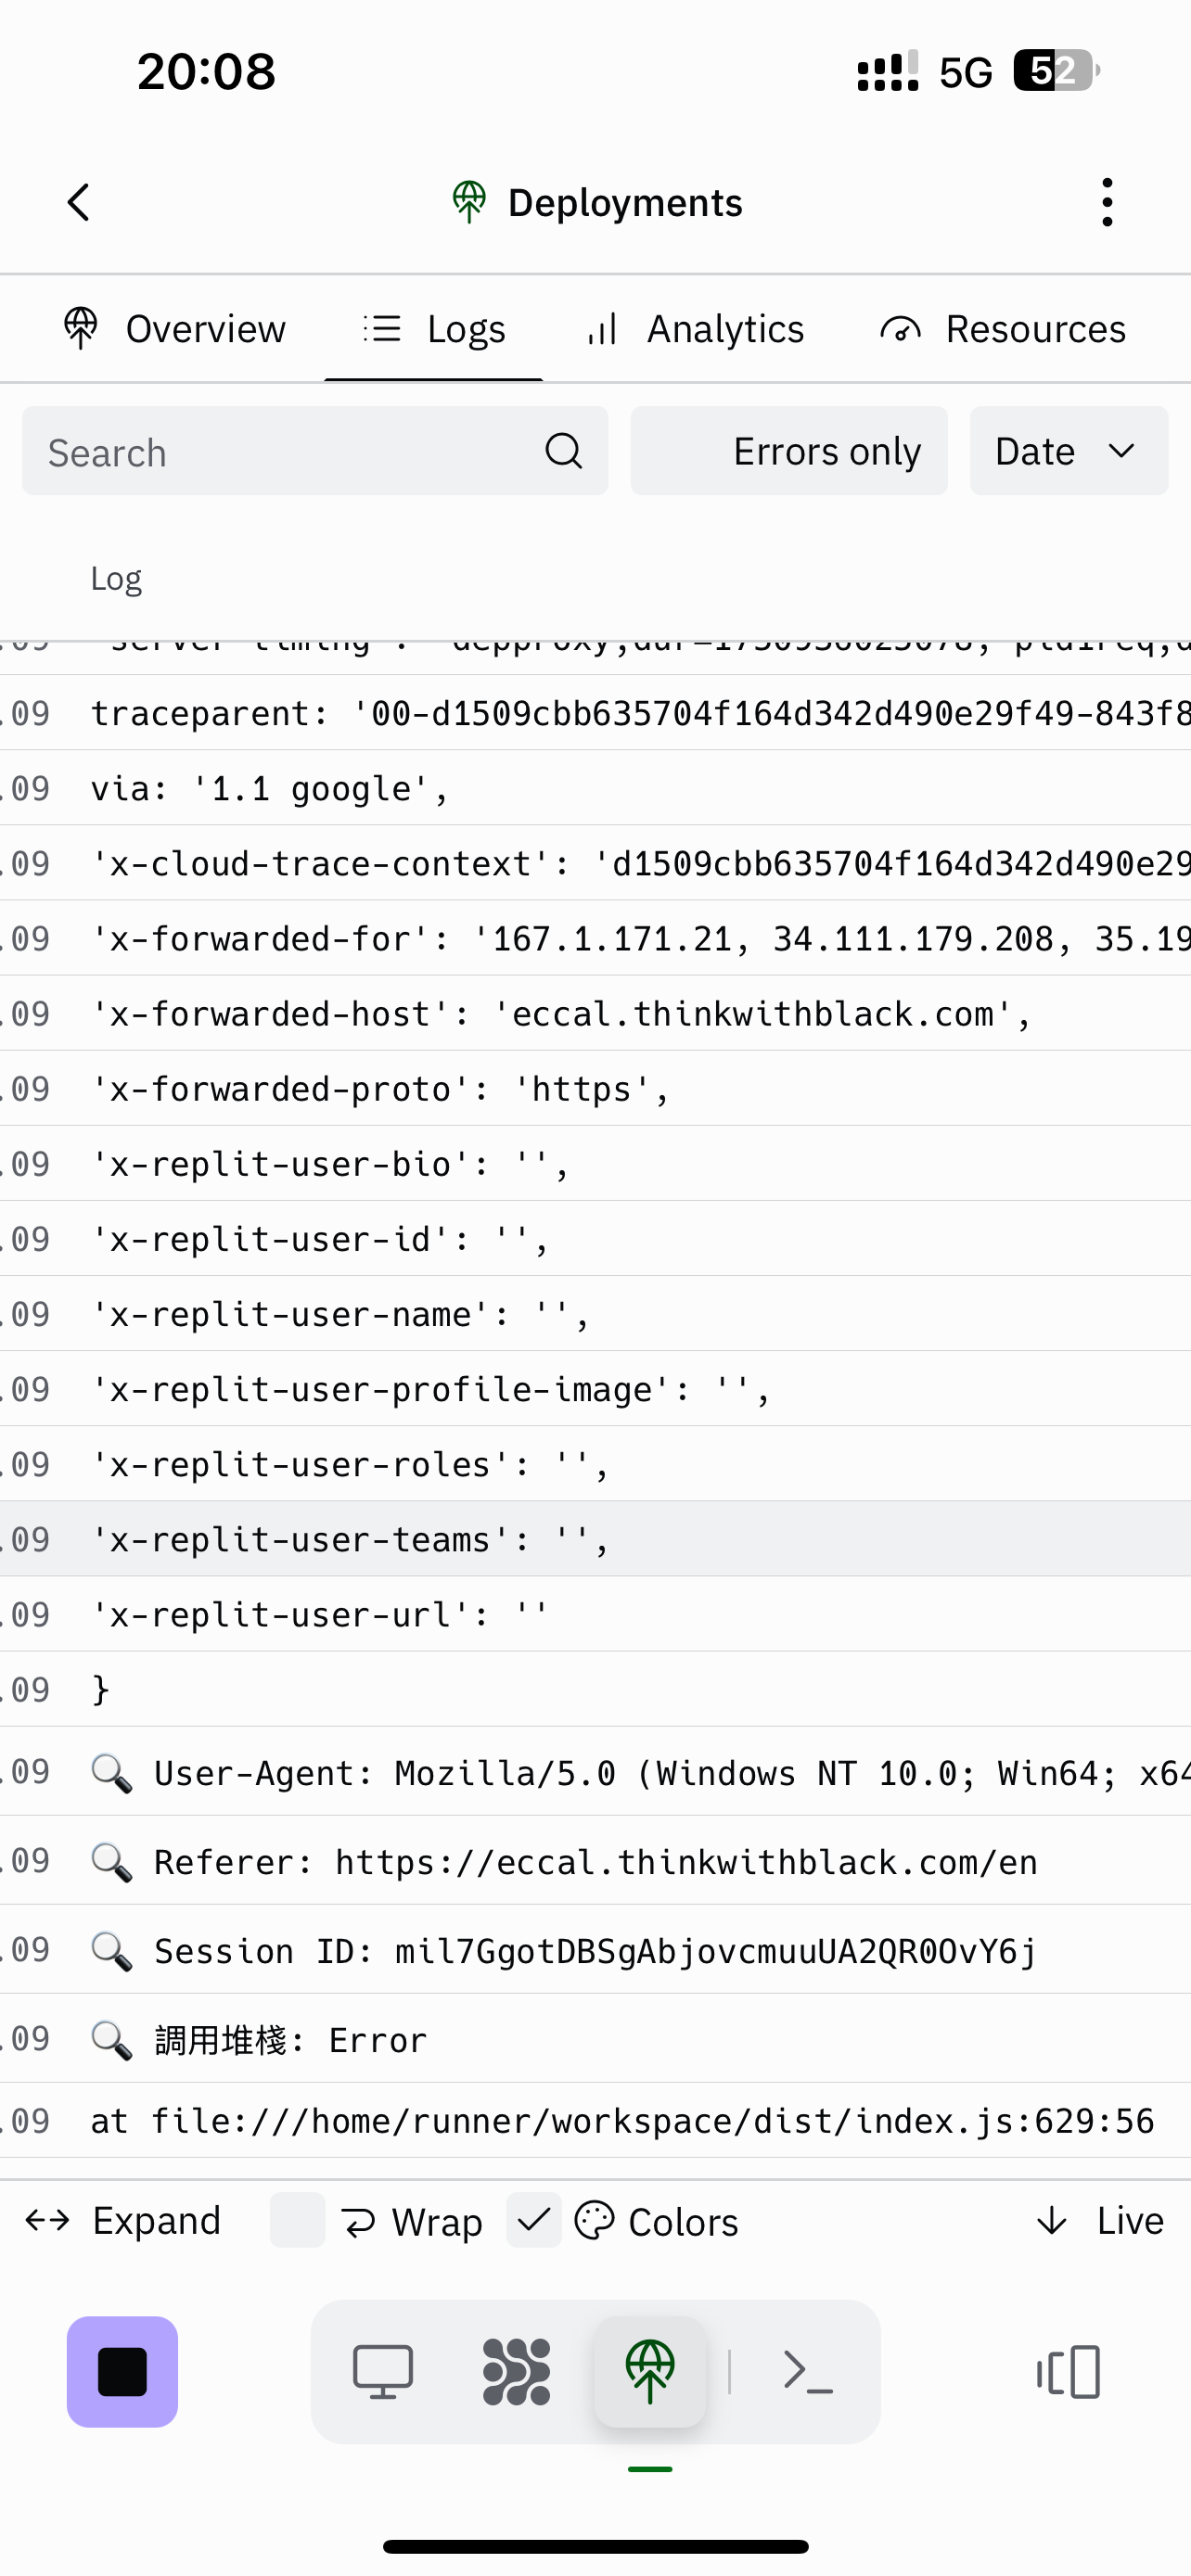 20:08
5G
52
Deployments
Overview
Logs
Analytics
Resources
Search
Errors only
Date
Log
.09 'server-timing':
.09 traceparent: '00-d1509cbb635704f164d342d490e29f49-843f8
.09 via: '1.1 google',
.09 'x-cloud-trace-context': 'd1509cbb635704f164d342d490e29
.09 'x-forwarded-for': '167.1.171.21, 34.111.179.208, 35.19
.09 'x-forwarded-host': 'eccal.thinkwithblack.com',
.09 'x-forwarded-proto': 'https',
.09 'x-replit-user-bio': '',
.09 'x-replit-user-id': '',
.09 'x-replit-user-name': '',
.09 'x-replit-user-profile-image': '',
.09 'x-replit-user-roles': '',
.09 'x-replit-user-teams': '',
.09 'x-replit-user-url': ''
.09 }
.09 🔍 User-Agent: Mozilla/5.0 (Windows NT 10.0; Win64; x64
.09 🔍 Referer: https://eccal.thinkwithblack.com/en
.09 🔍 Session ID: mil7GgotDBSgAbjovcmuuUA2QR0OvY6j
.09 🔍 調用堆棧: Error
.09 at file:///home/runner/workspace/dist/index.js:629:56
Expand
Wrap
Colors
Live